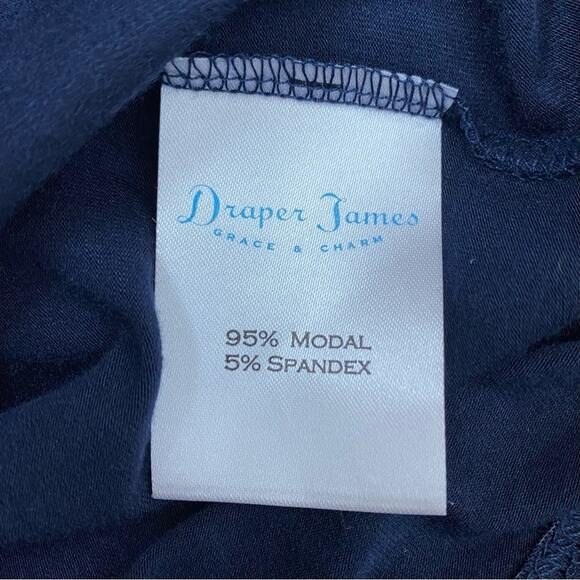 Draper James
GRACE & CHARM
95% MODAL
5% SPANDEX